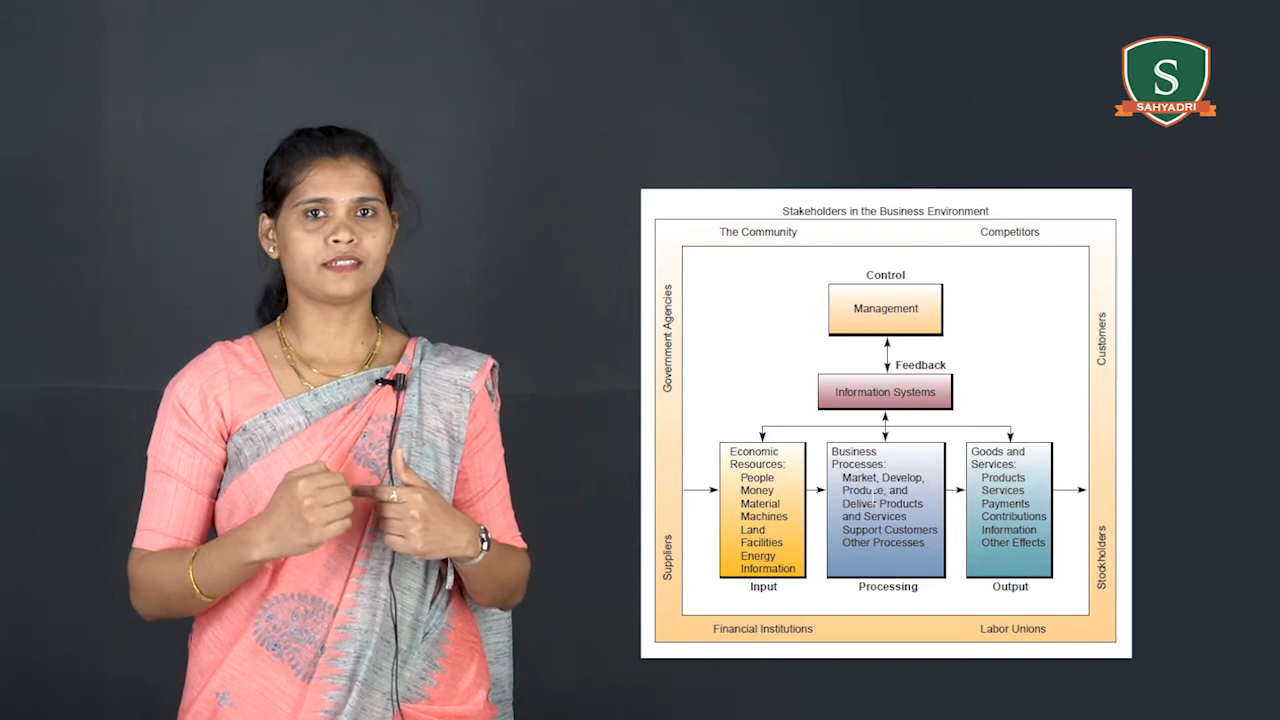 S
SAHYADRI
Stakeholders in the Business Environment
The Community
Competitors
Government Agencies
Suppliers
Customers
Stockholders
Control
Management
Feedback
Information Systems
Economic
Resources:
People
Money
Material
Machines
Land
Facilities
Energy
Information
Input
Business
Processes:
Market, Develop,
Produce, and
Deliver Products
and Services
Support Customers
Other Processes
Processing
Goods and
Services:
Products
Services
Payments
Contributions
Information
Other Effects
Output
Financial Institutions
Labor Unions